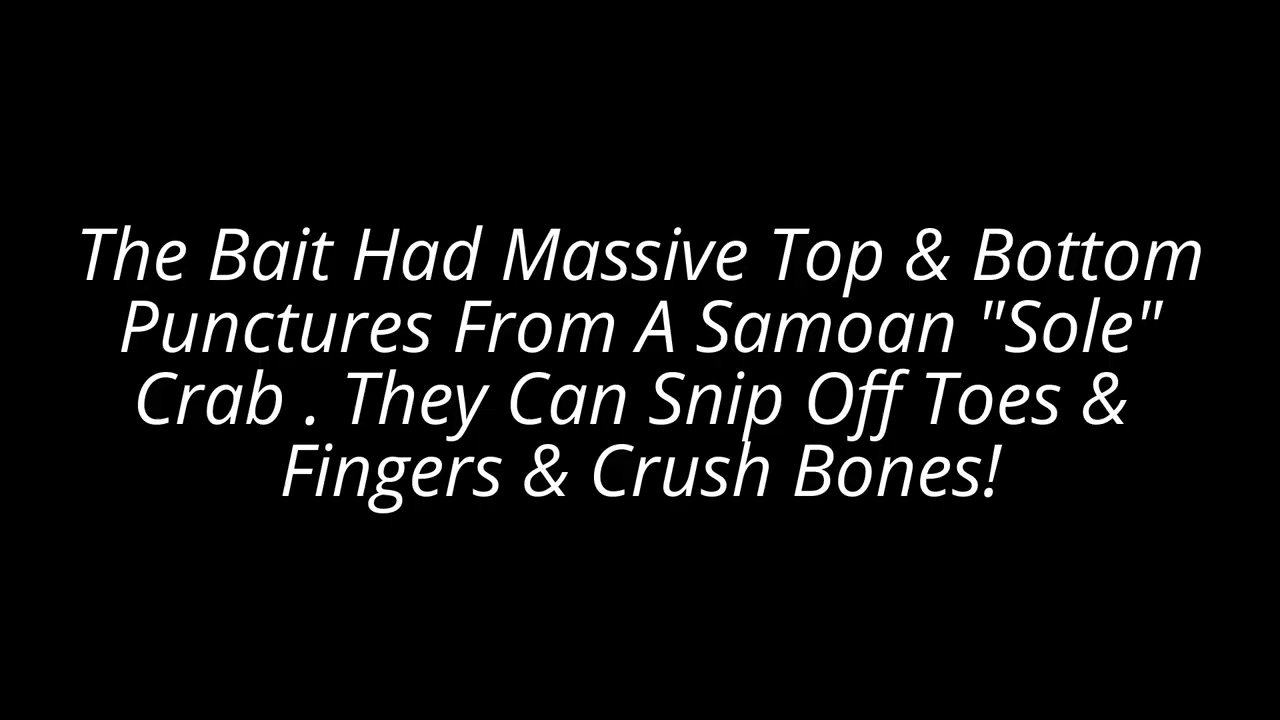 The Bait Had Massive Top & Bottom
Punctures From A Samoan "Sole"
Crab . They Can Snip Off Toes &
Fingers & Crush Bones!